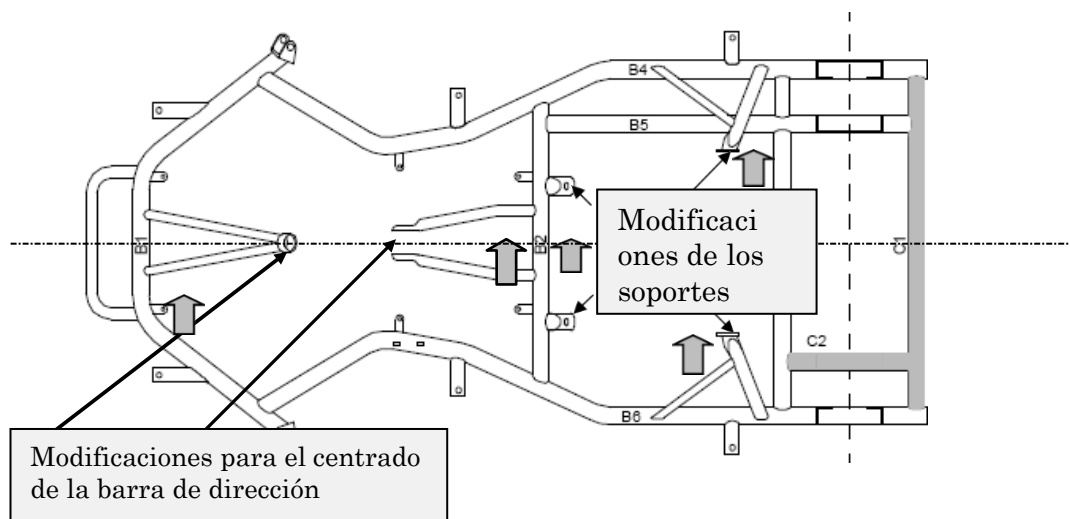 B4
B5
Modificaci
ones de los
soportes
B1
B2
C1
C2
B6
Modificaciones para el centrado
de la barra de dirección